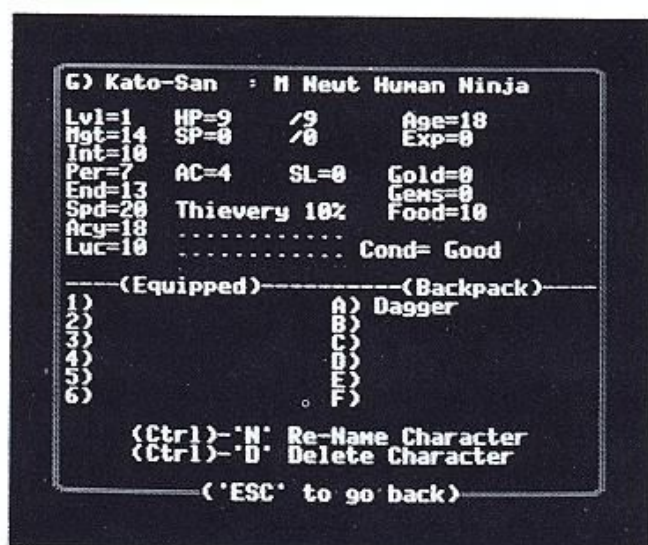 G) Kato-San : M Neut Human Ninja
Lvl=1 HP=9 /9 Age=18
Mgt=14 SP=0 /0 Exp=0
Int=10
Per=7 AC=4 SL=0 Gold=0
End=13 Gems=0
Spd=20 Thievery 10% Food=10
Acy=18 ............
Luc=10 ............ Cond= Good
----(Equipped)----------(Backpack)----
1) A) Dagger
2) B)
3) C)
4) D)
5) E)
6) F)
(Ctrl)-'N' Re-Name Character
(Ctrl)-'D' Delete Character
('ESC' to go back)